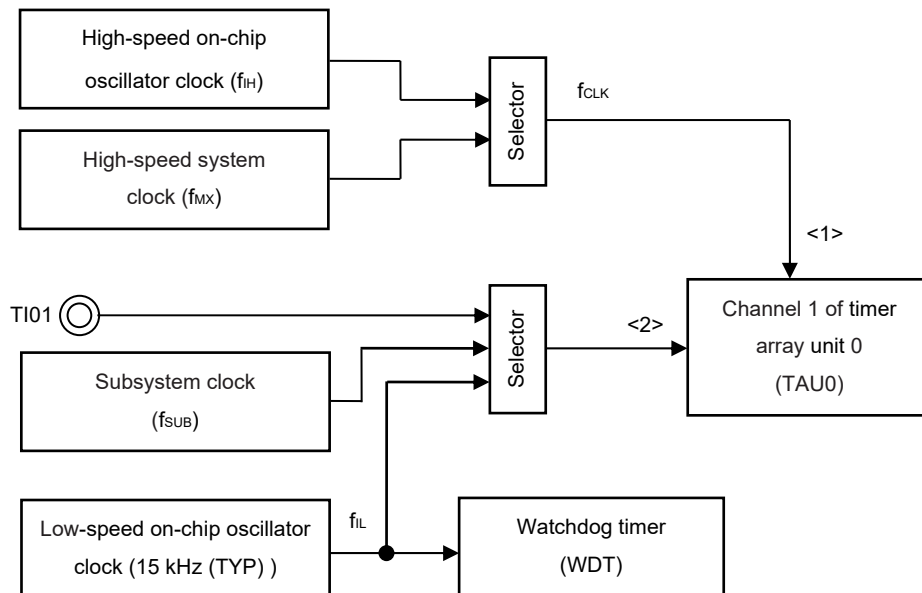 High-speed on-chip
oscillator clock (fIH)
High-speed system
clock (fMX)
Selector
fCLK
<1>
TI01
Subsystem clock
(fSUB)
Selector
<2>
Channel 1 of timer
array unit 0
(TAU0)
Low-speed on-chip oscillator
clock (15 kHz (TYP) )
fIL
Watchdog timer
(WDT)